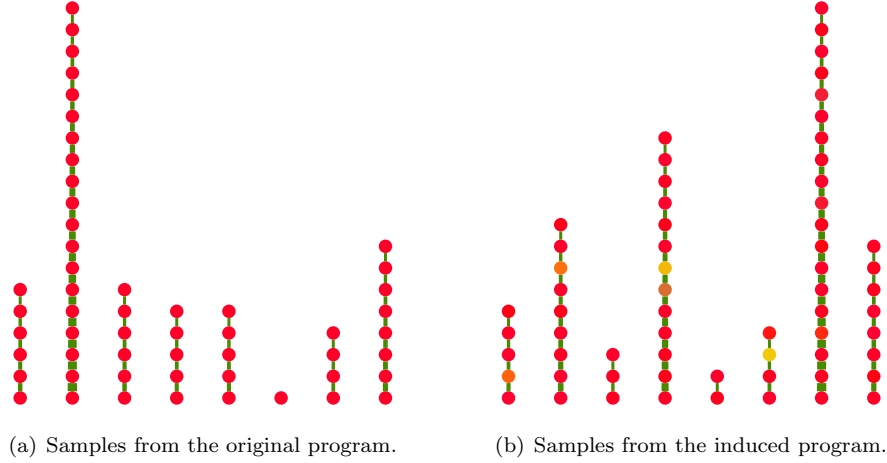 (a) Samples from the original program.
(b) Samples from the induced program.